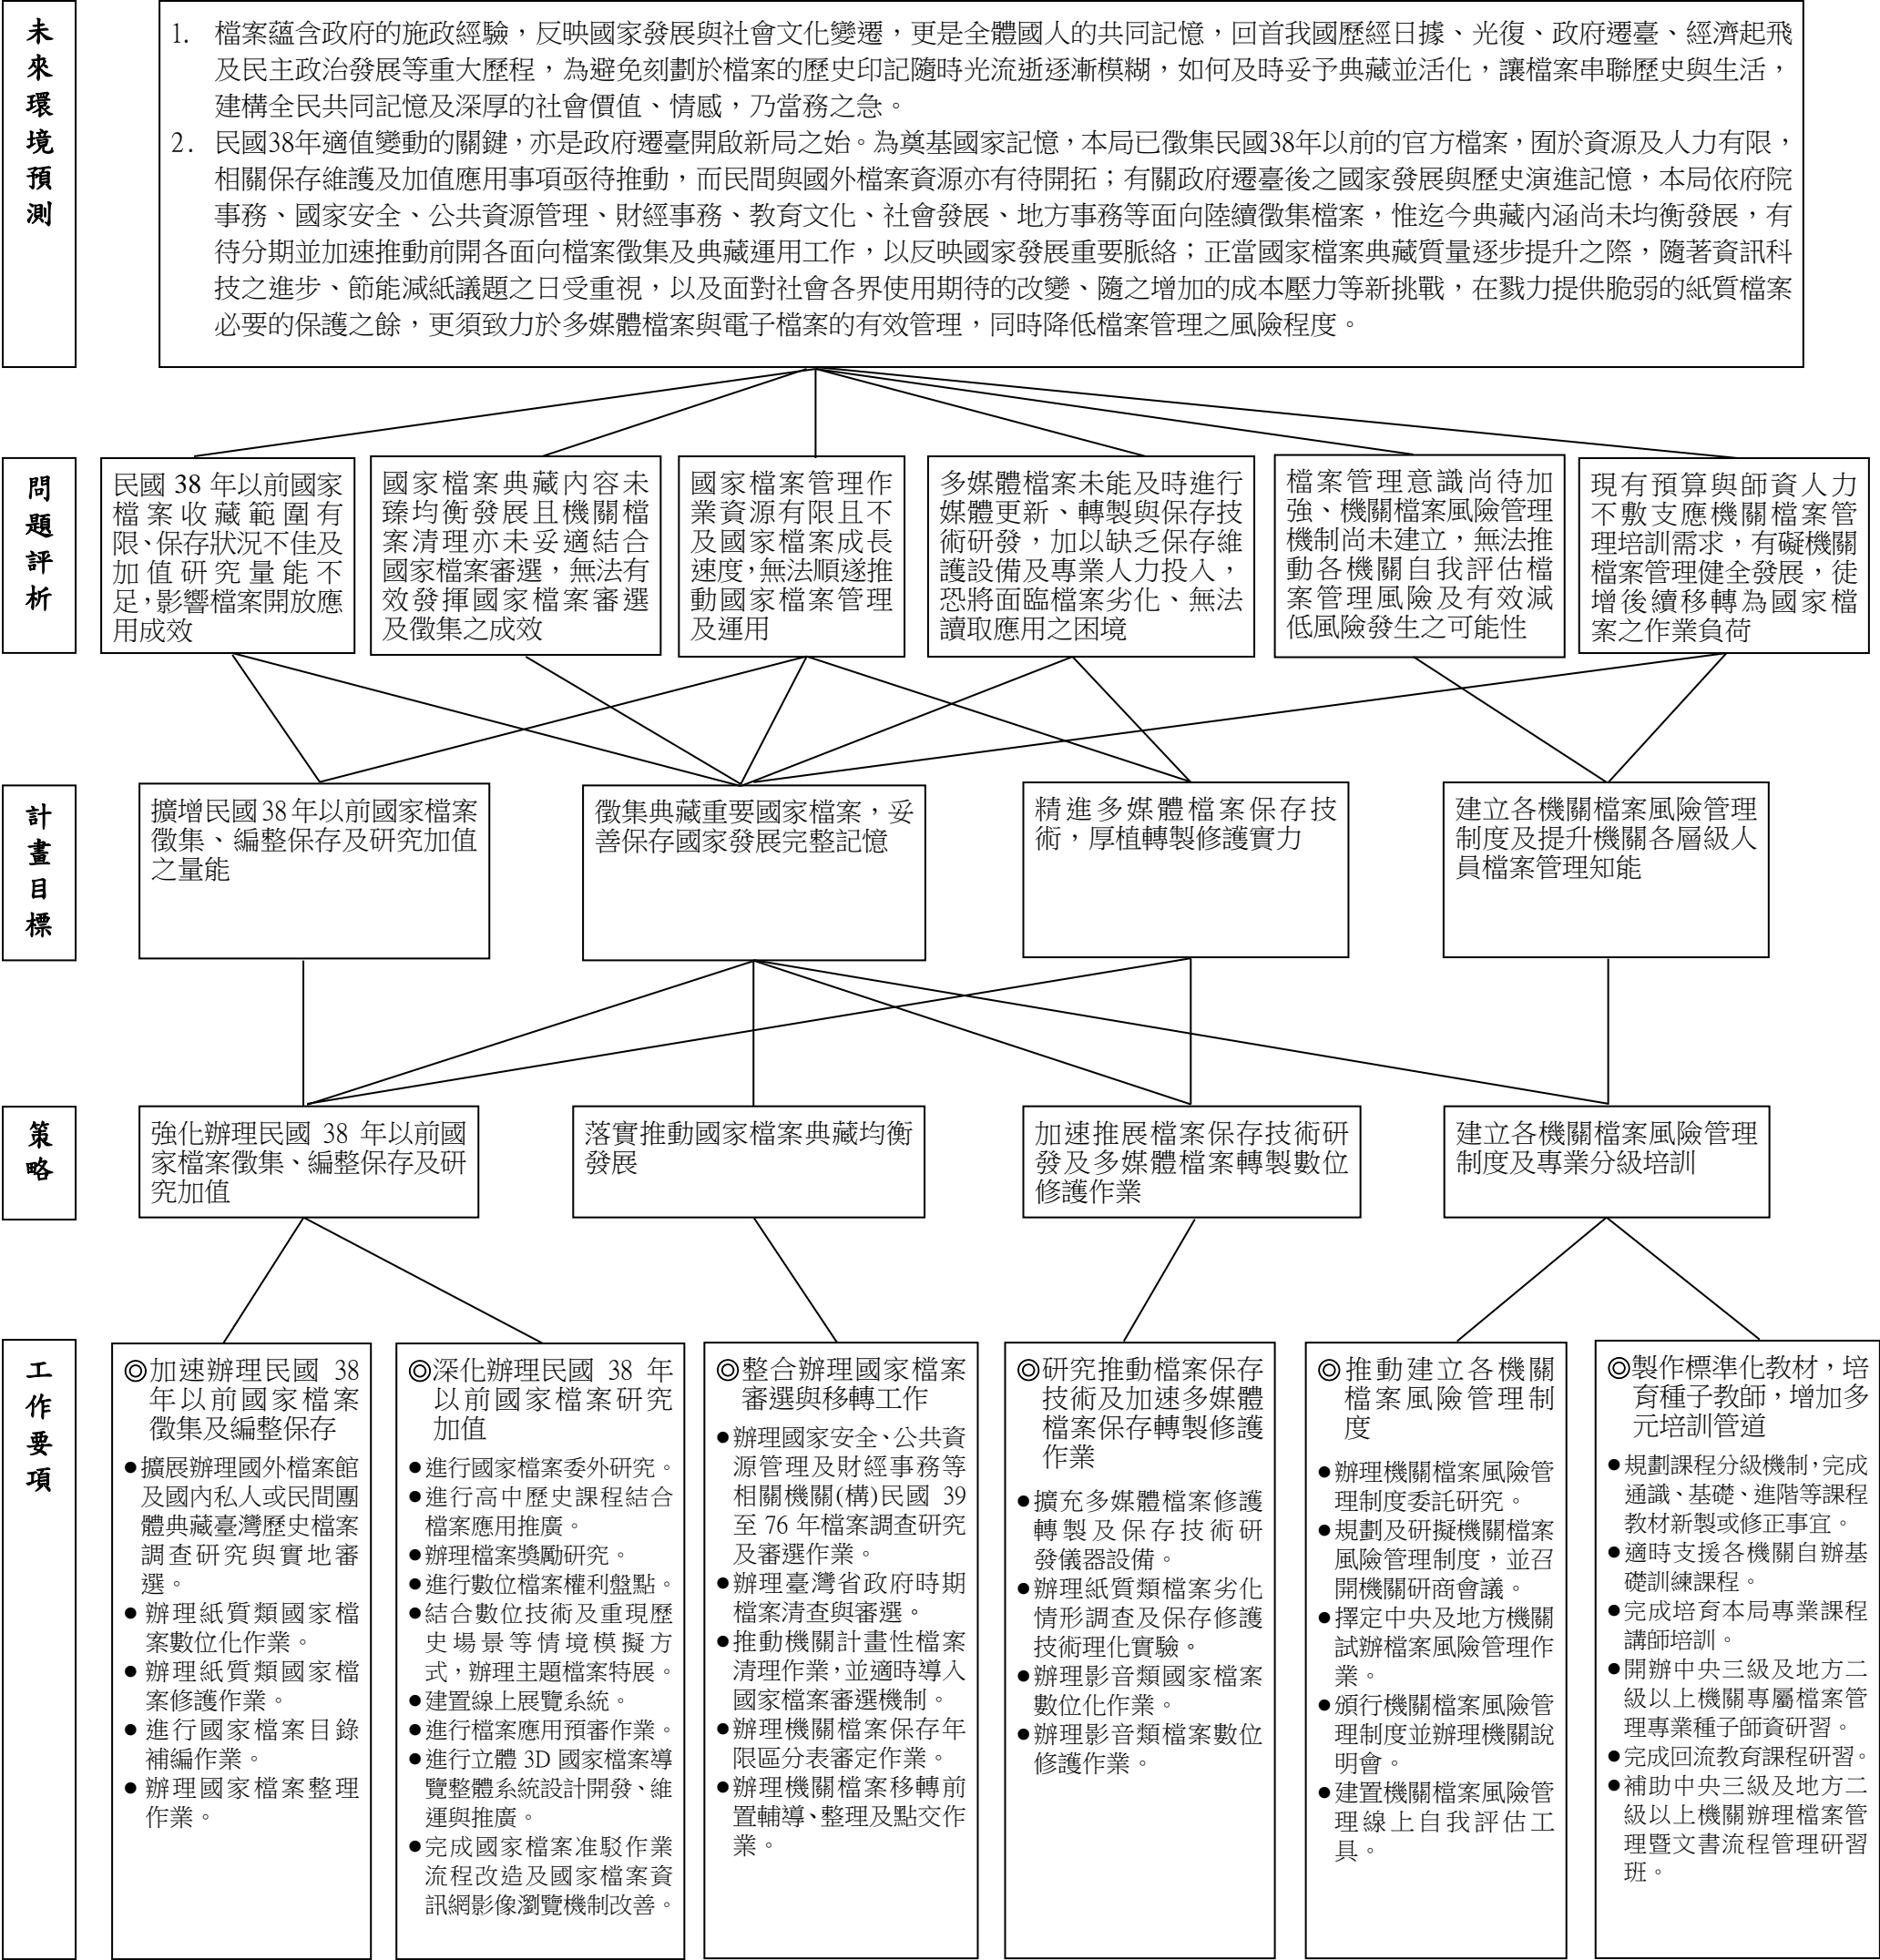 未來環境預測
1. 檔案蘊含政府的施政經驗，反映國家發展與社會文化變遷，更是全體國人的共同記憶，回首我國歷經日據、光復、政府遷臺、經濟起飛
及民主政治發展等重大歷程，為避免刻劃於檔案的歷史印記隨時光流逝逐漸模糊，如何及時妥予典藏並活化，讓檔案串聯歷史與生活，
建構全民共同記憶及深厚的社會價值、情感，乃當務之急。
2. 民國38年適值變動的關鍵，亦是政府遷臺開啟新局之始。為奠基國家記憶，本局已徵集民國38年以前的官方檔案，囿於資源及人力有限，
相關保存維護及加值應用事項亟待推動，而民間與國外檔案資源亦有待開拓；有關政府遷臺後之國家發展與歷史演進記憶，本局依府院
事務、國家安全、公共資源管理、財經事務、教育文化、社會發展、地方事務等面向陸續徵集檔案，惟迄今典藏內涵尚未均衡發展，有
待分期並加速推動前開各面向檔案徵集及典藏運用工作，以反映國家發展重要脈絡；正當國家檔案典藏質量逐步提升之際，隨著資訊科
技之進步、節能減紙議題之日受重視，以及面對社會各界使用期待的改變、隨之增加的成本壓力等新挑戰，在戮力提供脆弱的紙質檔案
必要的保護之餘，更須致力於多媒體檔案與電子檔案的有效管理，同時降低檔案管理之風險程度。
問題評析
民國 38 年以前國家
檔案收藏範圍有
限、保存狀況不佳及
加值研究量能不
足，影響檔案開放應
用成效
國家檔案典藏內容未
臻均衡發展且機關檔
案清理亦未妥適結合
國家檔案審選，無法有
效發揮國家檔案審選
及徵集之成效
國家檔案管理作
業資源有限且不
及國家檔案成長
速度，無法順遂推
動國家檔案管理
及運用
多媒體檔案未能及時進行
媒體更新、轉製與保存技
術研發，加以缺乏保存維
護設備及專業人力投入，
恐將面臨檔案劣化、無法
讀取應用之困境
檔案管理意識尚待加
強、機關檔案風險管理
機制尚未建立，無法推
動各機關自我評估檔
案管理風險及有效減
低風險發生之可能性
現有預算與師資人力
不敷支應機關檔案管
理培訓需求，有礙機關
檔案管理健全發展，徒
增後續移轉為國家檔
案之作業負荷
計畫目標
擴增民國38年以前國家檔案
徵集、編整保存及研究加值
之量能
徵集典藏重要國家檔案，妥
善保存國家發展完整記憶
精進多媒體檔案保存技
術，厚植轉製修護實力
建立各機關檔案風險管理
制度及提升機關各層級人
員檔案管理知能
策略
強化辦理民國 38 年以前國
家檔案徵集、編整保存及研
究加值
落實推動國家檔案典藏均衡
發展
加速推展檔案保存技術研
發及多媒體檔案轉製數位
修護作業
建立各機關檔案風險管理
制度及專業分級培訓
工作要項
◎加速辦理民國 38
年以前國家檔案
徵集及編整保存
●擴展辦理國外檔案館
及國內私人或民間團
體典藏臺灣歷史檔案
調查研究與實地審
選。
●辦理紙質類國家檔
案數位化作業。
●辦理紙質類國家檔
案修護作業。
●進行國家檔案目錄
補編作業。
●辦理國家檔案整理
作業。
◎深化辦理民國 38 年
以前國家檔案研究
加值
●進行國家檔案委外研究。
●進行高中歷史課程結合
檔案應用推廣。
●辦理檔案獎勵研究。
●進行數位檔案權利盤點。
●結合數位技術及重現歷
史場景等情境模擬方
式，辦理主題檔案特展。
●建置線上展覽系統。
●進行檔案應用預審作業。
●進行立體 3D 國家檔案導
覽整體系統設計開發、維
運與推廣。
●完成國家檔案准駁作業
流程改造及國家檔案資
訊網影像瀏覽機制改善。
◎整合辦理國家檔案
審選與移轉工作
●辦理國家安全、公共資
源管理及財經事務等
相關機關(構)民國 39
至 76 年檔案調查研究
及審選作業。
●辦理臺灣省政府時期
檔案清查與審選。
●推動機關計畫性檔案
清理作業，並適時導入
國家檔案審選機制。
●辦理機關檔案保存年
限區分表審定作業。
●辦理機關檔案移轉前
置輔導、整理及點交作
業。
◎研究推動檔案保存
技術及加速多媒體
檔案保存轉製修護
作業
●擴充多媒體檔案修護
轉製及保存技術研
發儀器設備。
●辦理紙質類檔案劣化
情形調查及保存修護
技術理化實驗。
●辦理影音類國家檔案
數位化作業。
●辦理影音類檔案數位
修護作業。
◎推動建立各機關
檔案風險管理制
度
●辦理機關檔案風險管
理制度委託研究。
●規劃及研擬機關檔案
風險管理制度，並召
開機關研商會議。
●擇定中央及地方機關
試辦檔案風險管理作
業。
●頒行機關檔案風險管
理制度並辦理機關說
明會。
●建置機關檔案風險管
理線上自我評估工
具。
◎製作標準化教材，培
育種子教師，增加多
元培訓管道
●規劃課程分級機制，完成
通識、基礎、進階等課程
教材新製或修正事宜。
●適時支援各機關自辦基
礎訓練課程。
●完成培育本局專業課程
講師培訓。
●開辦中央三級及地方二
級以上機關專屬檔案管
理專業種子師資研習。
●完成回流教育課程研習。
●補助中央三級及地方二
級以上機關辦理檔案管
理暨文書流程管理研習
班。